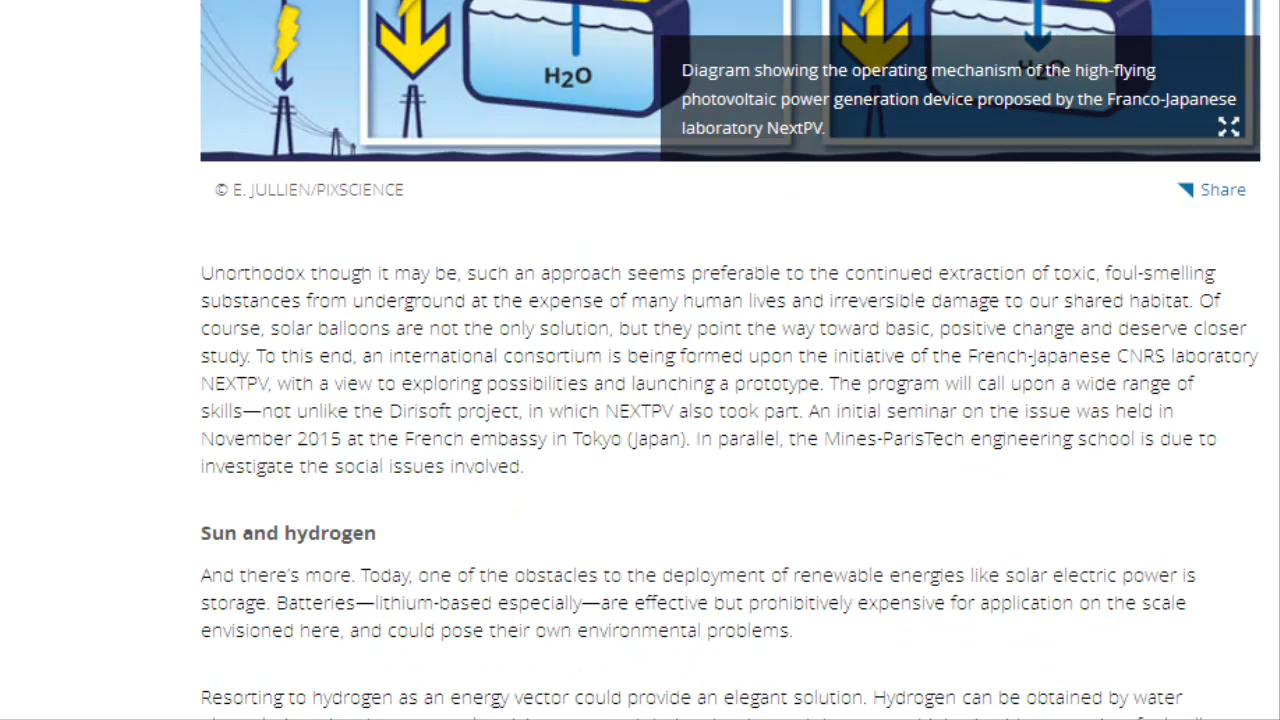 H2O
H2O
Diagram showing the operating mechanism of the high-flying
photovoltaic power generation device proposed by the Franco-Japanese
laboratory NextPV.
© E. JULLIEN/PIXSCIENCE
Share
Unorthodox though it may be, such an approach seems preferable to the continued extraction of toxic, foul-smelling
substances from underground at the expense of many human lives and irreversible damage to our shared habitat. Of
course, solar balloons are not the only solution, but they point the way toward basic, positive change and deserve closer
study. To this end, an international consortium is being formed upon the initiative of the French-Japanese CNRS laboratory
NEXTPV, with a view to exploring possibilities and launching a prototype. The program will call upon a wide range of
skills—not unlike the Dirisoft project, in which NEXTPV also took part. An initial seminar on the issue was held in
November 2015 at the French embassy in Tokyo (Japan). In parallel, the Mines-ParisTech engineering school is due to
investigate the social issues involved.
Sun and hydrogen
And there's more. Today, one of the obstacles to the deployment of renewable energies like solar electric power is
storage. Batteries—lithium-based especially—are effective but prohibitively expensive for application on the scale
envisioned here, and could pose their own environmental problems.
Resorting to hydrogen as an energy vector could provide an elegant solution. Hydrogen can be obtained by water